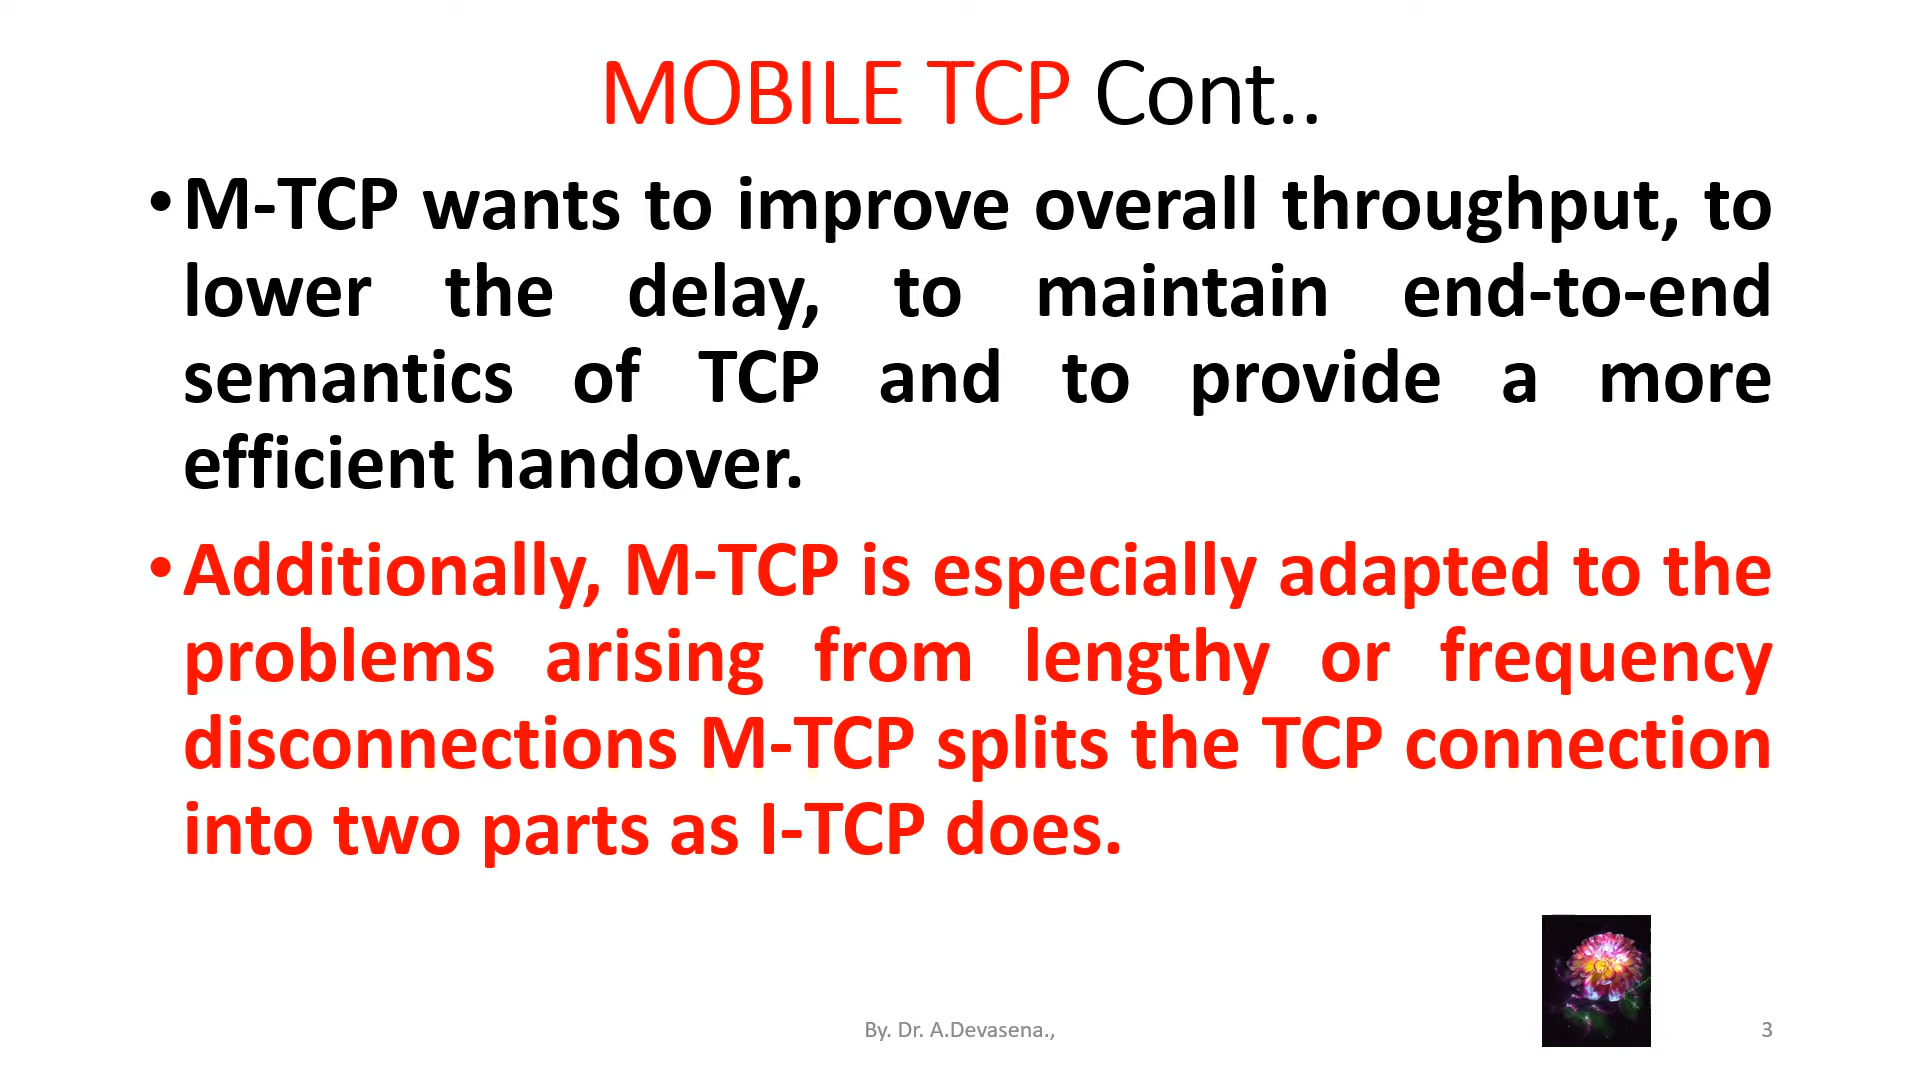 MOBILE TCP Cont..
•M-TCP wants to improve overall throughput, to
lower the delay, to maintain end-to-end
semantics of TCP and to provide a more
efficient handover.
•Additionally, M-TCP is especially adapted to the
problems arising from lengthy or frequency
disconnections M-TCP splits the TCP connection
into two parts as I-TCP does.
By. Dr. A.Devasena.,
3